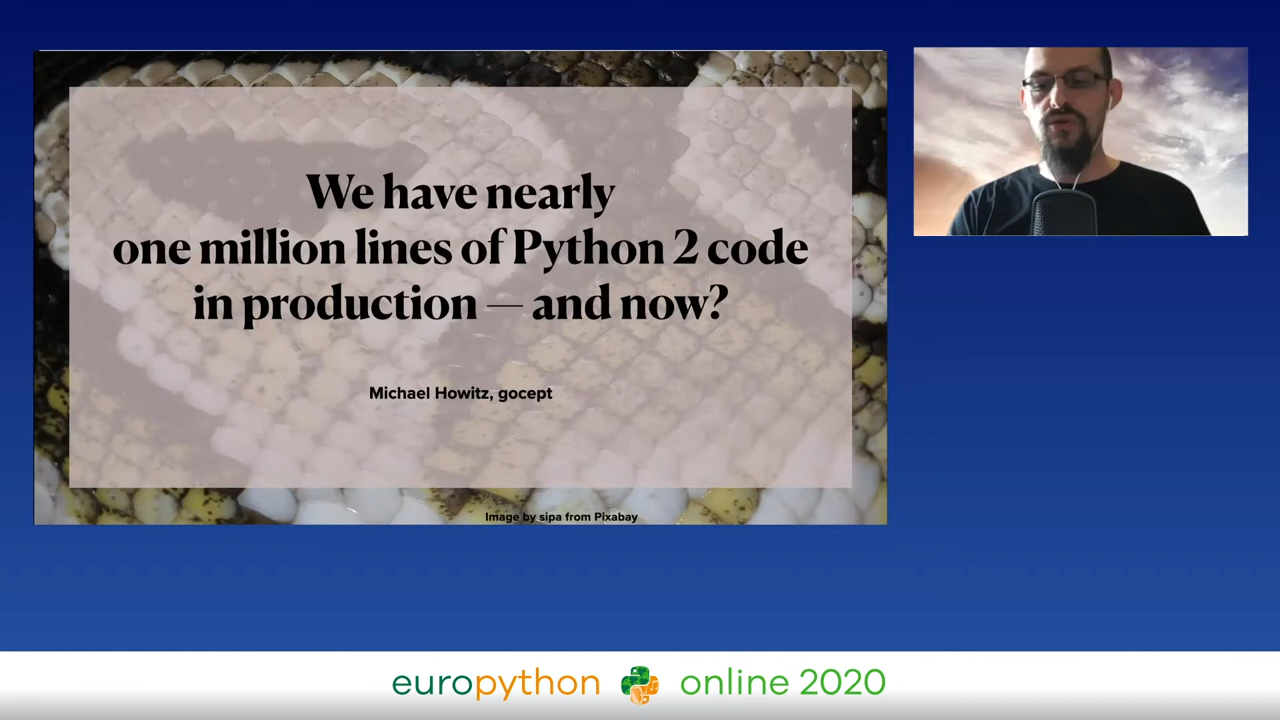 We have nearly
one million lines of Python 2 code
in production — and now?
Michael Howitz, gocept
Image by sipa from Pixabay
europython online 2020